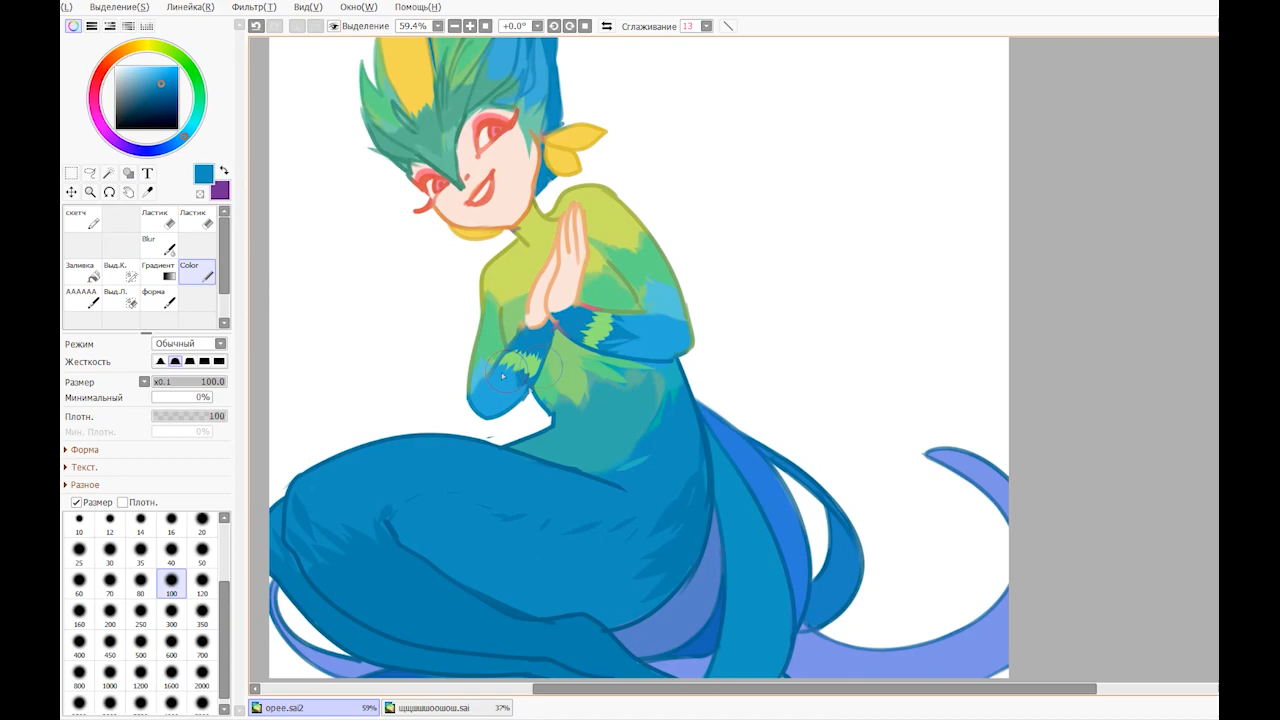 (L) Выделение(S) Линейка(R) Фильтр(T) Вид(V) Окно(W) Помощь(H)
Выделение 59.4% +0.0° Сглаживание 13
T
скетч Ластик Ластик
Blur
Заливка Выд.К. Градиент Color
AAAAAA Выд.Л. форма
Режим Обычный
Жесткость
Размер x0.1 100.0
Минимальный 0%
Плотн. 100
Мин. Плотн. 0%
Форма
Текст.
Разное
Размер Плотн.
10 12 14 16 20
25 30 35 40 50
60 70 80 100 120
160 200 250 300 350
400 450 500 600 700
800 1000 1200 1600 2000
орее.sai2 59% щщшшшоошош.sai 37%